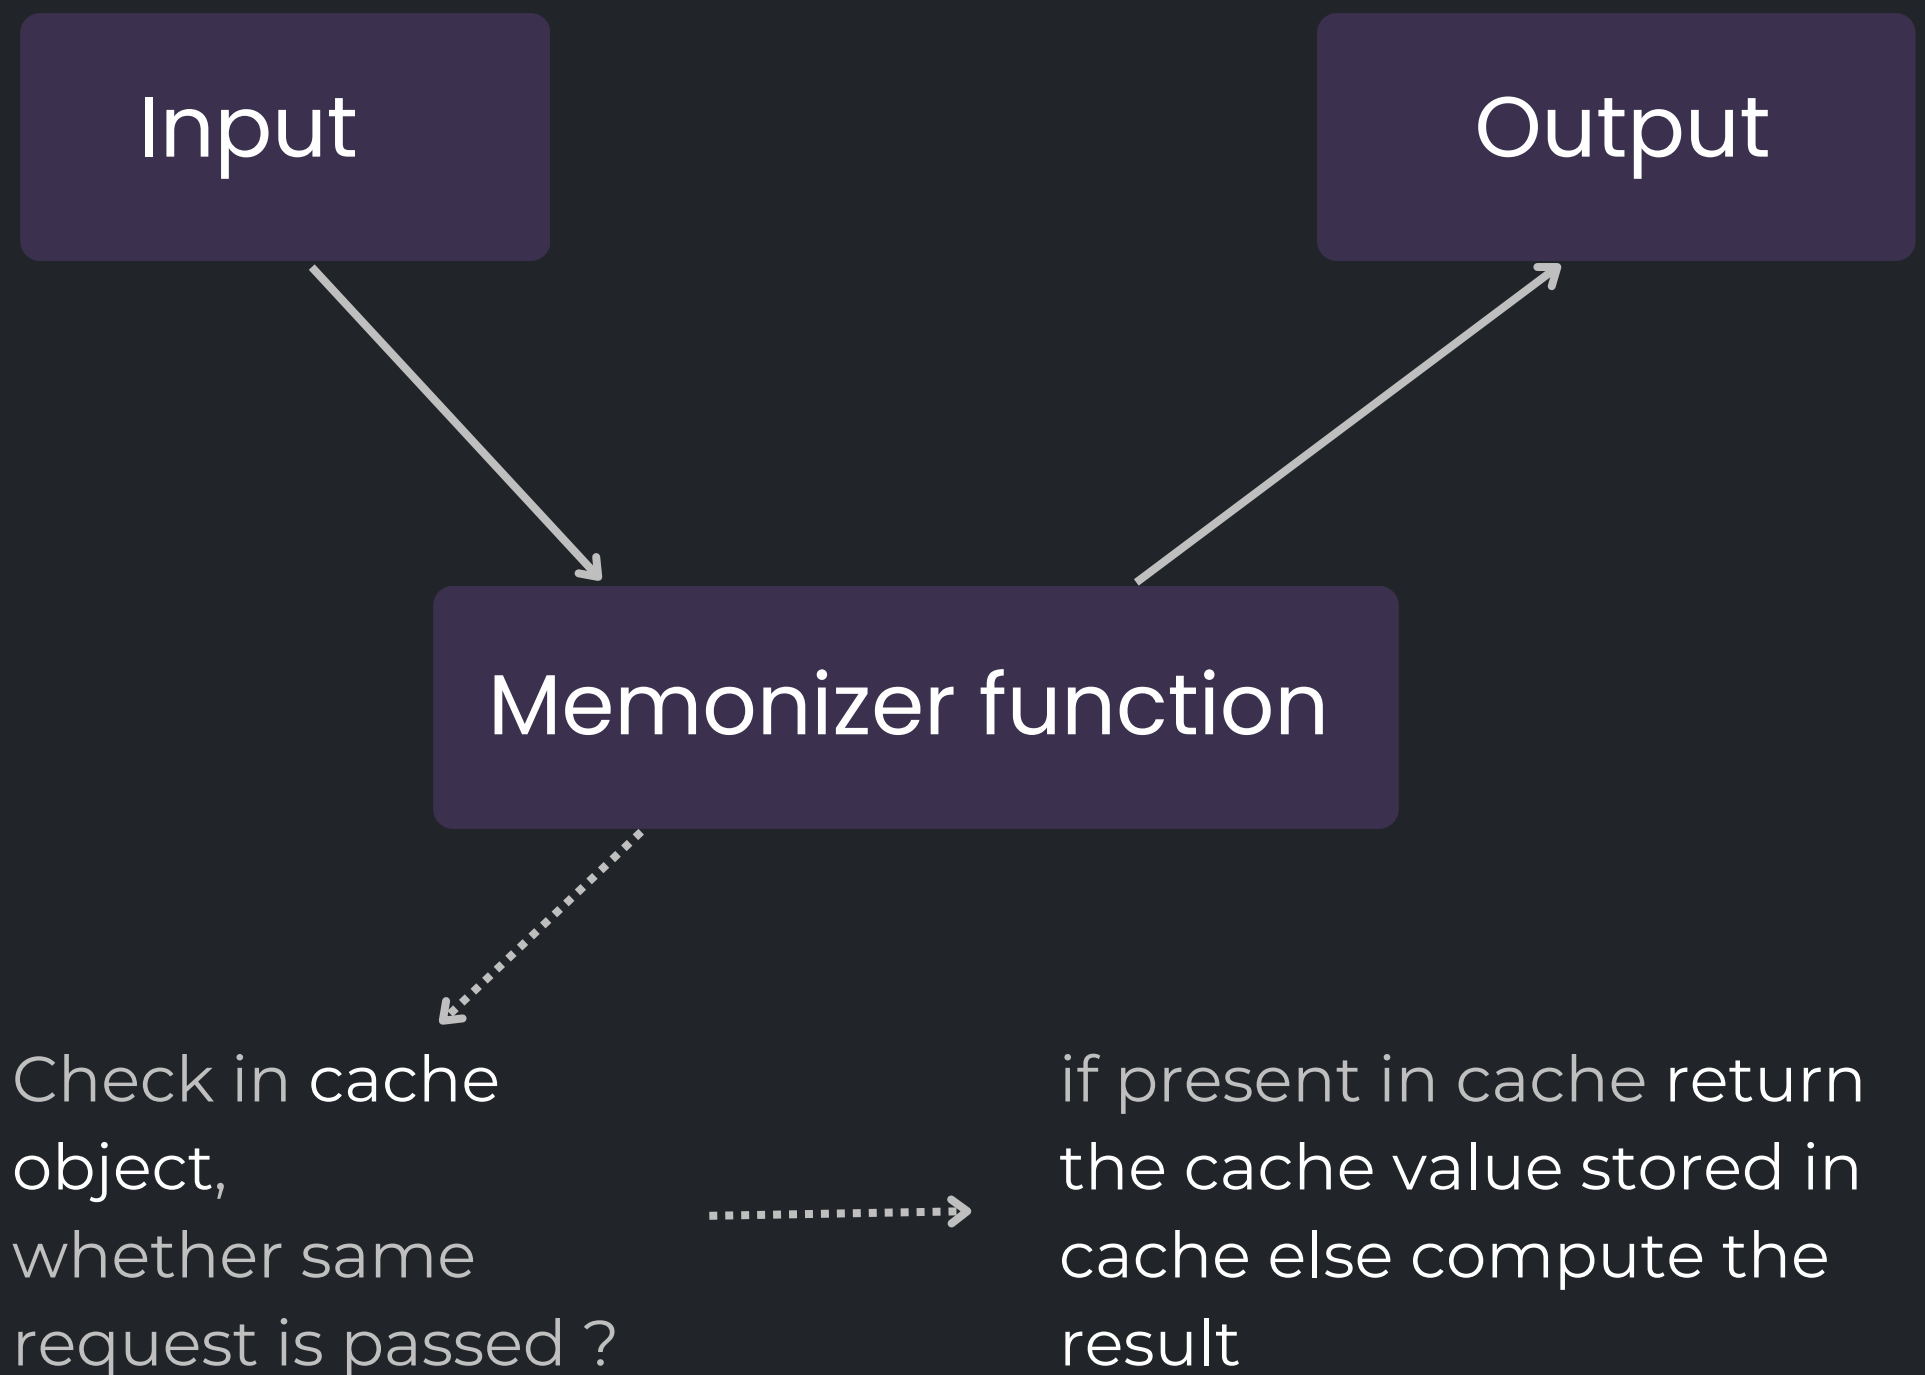 Input
Output
Memonizer function
Check in cache
object,
whether same
request is passed ?
if present in cache return
the cache value stored in
cache else compute the
result